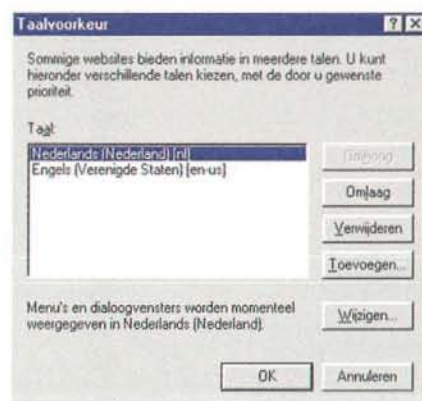 Taalvoorkeur
Sommige websites bieden informatie in meerdere talen. U kunt
hieronder verschillende talen kiezen, met de door u gewenste
prioriteit.
Taal:
Nederlands (Nederland) [nl]
Engels (Verenigde Staten) [en-us]
Omhoog
Omlaag
Verwijderen
Toevoegen...
Menu's en dialoogvensters worden momenteel
weergegeven in Nederlands (Nederland).
Wijzigen...
OK
Annuleren